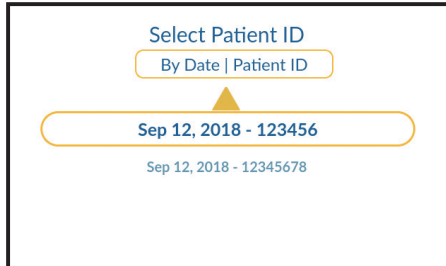 Select Patient ID
By Date | Patient ID
Sep 12, 2018 - 123456
Sep 12, 2018 - 12345678